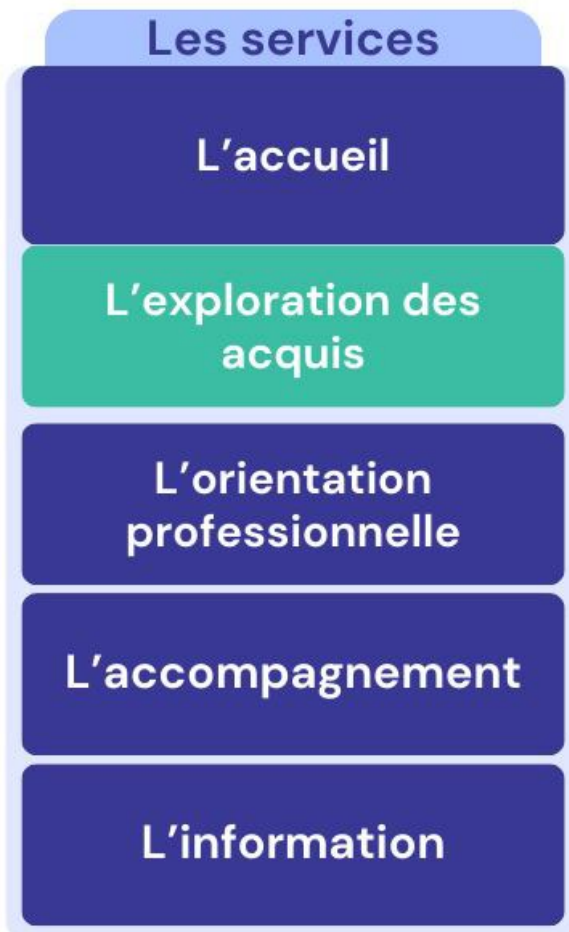 Les services
L’accueil
L’exploration des
acquis
L’orientation
professionnelle
L’accompagnement
L’information